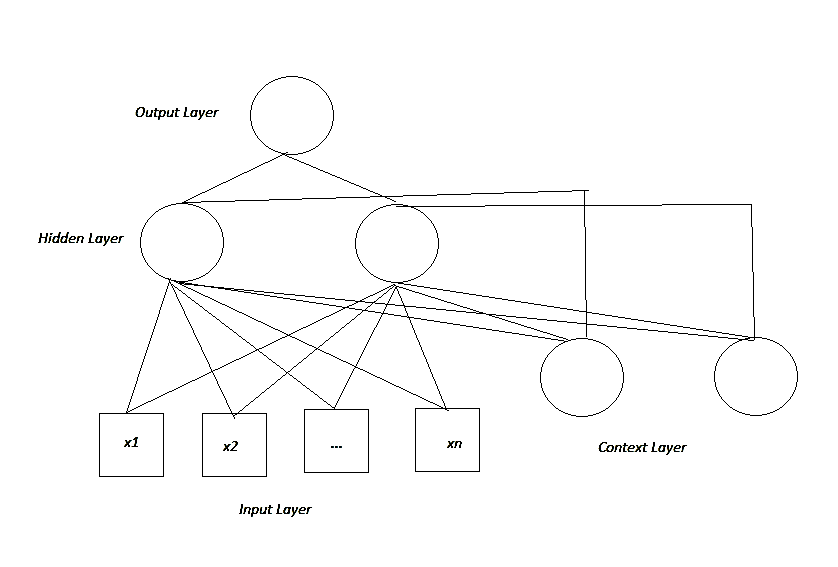 Output Layer
Hidden Layer
x1
x2
...
xn
Context Layer
Input Layer